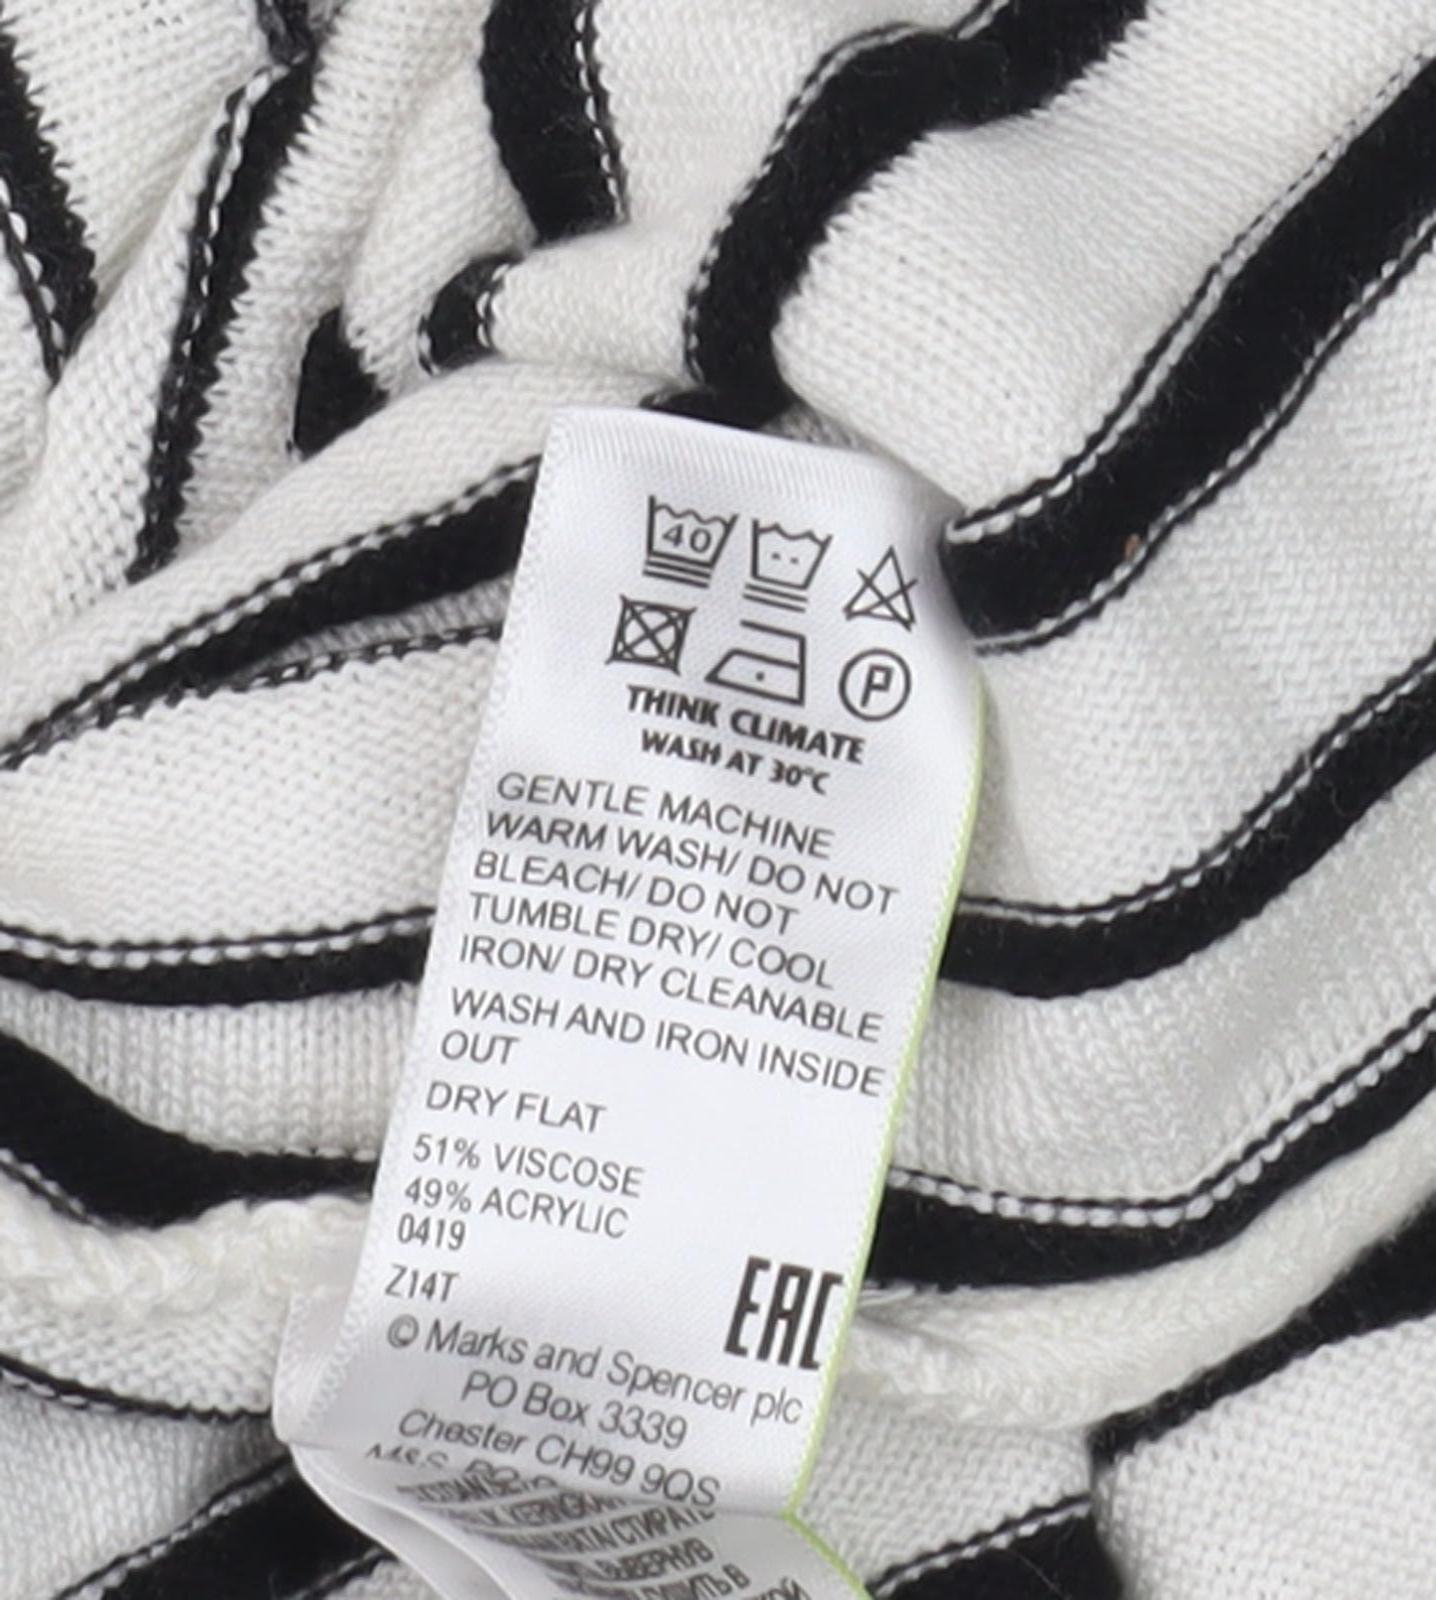 40
P
THINK CLIMATE
WASH AT 30°C
GENTLE MACHINE
WARM WASH/ DO NOT
BLEACH/ DO NOT
TUMBLE DRY/ COOL
IRON/ DRY CLEANABLE
WASH AND IRON INSIDE
OUT
DRY FLAT
51% VISCOSE
49% ACRYLIC
0419
Z14T
EAC
© Marks and Spencer plc
PO Box 3339
Chester CH99 9QS
M&S, PO
ВЫВЕРНУВ
В